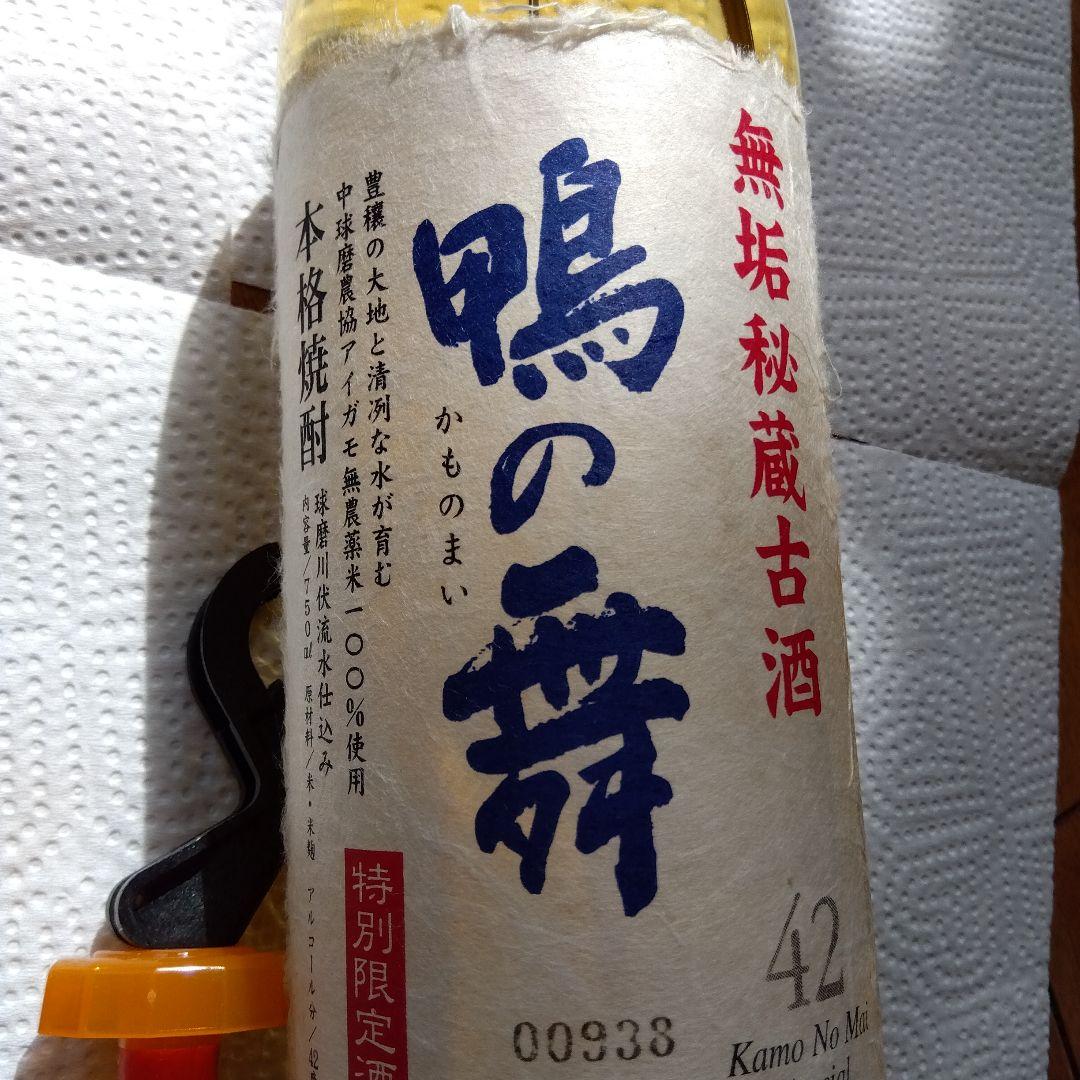 無垢秘蔵古酒
鴨の舞
かものまい
豊穣の大地と清冽な水が育む
中球磨農協アイガモ無農薬米一〇〇%使用
本格焼酎
球磨川伏流水仕込み
内容量/750ml 原材料/米・米麹 アルコール分/42度
特別限定酒
42
00938
Kamo No Mai